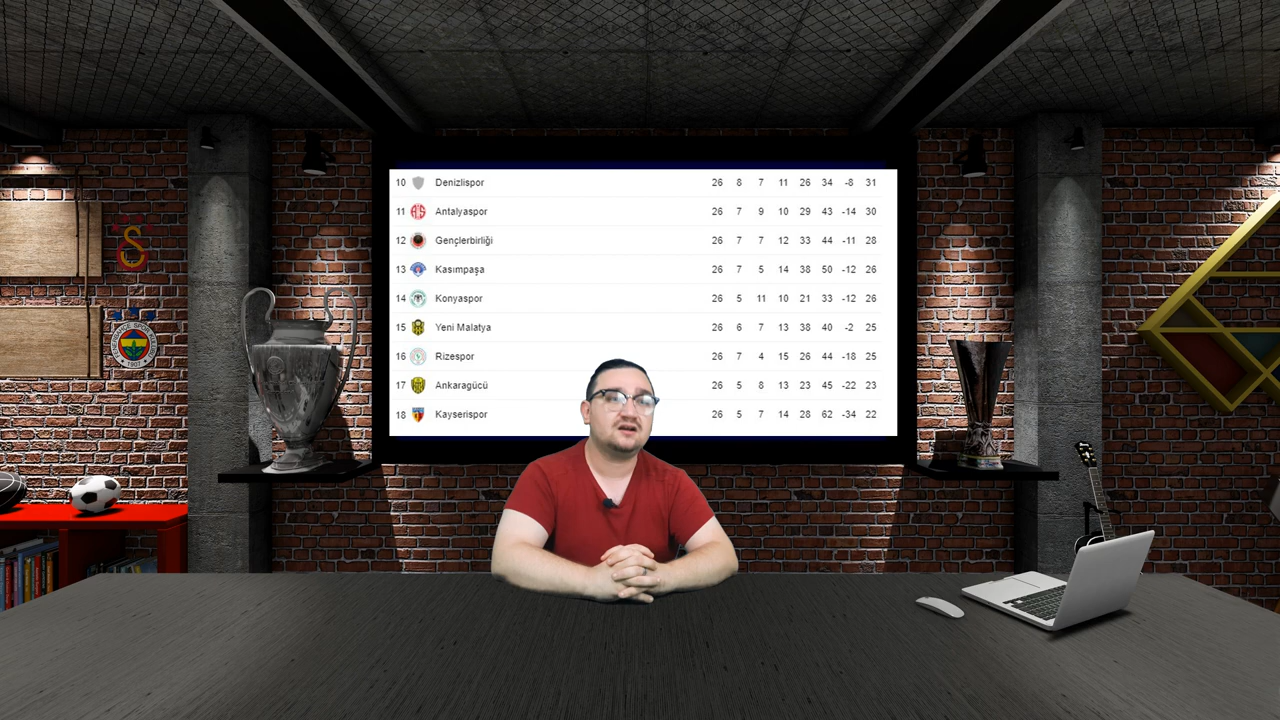 10 Denizlispor 26 8 7 11 26 34 -8 31
11 Antalyaspor 26 7 9 10 29 43 -14 30
12 Gençlerbirliği 26 7 7 12 33 44 -11 28
13 Kasımpaşa 26 7 5 14 38 50 -12 26
14 Konyaspor 26 5 11 10 21 33 -12 26
15 Yeni Malatya 26 6 7 13 38 40 -2 25
16 Rizespor 26 7 4 15 26 44 -18 25
17 Ankaragücü 26 5 8 13 23 45 -22 23
18 Kayserispor 26 5 7 14 28 62 -34 22
FENERBAHÇE SPOR KULÜBÜ
1907